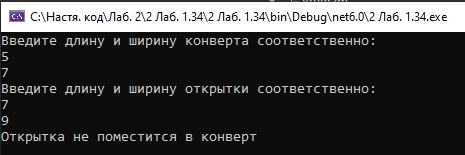 C:\Настя. код\Лаб. 2\2 Лаб. 1.34\2 Лаб. 1.34\bin\Debug\net6.0\2 Лаб. 1.34.exe
Введите длину и ширину конверта соответственно:
5
7
Введите длину и ширину открытки соответственно:
7
9
Открытка не поместится в конверт